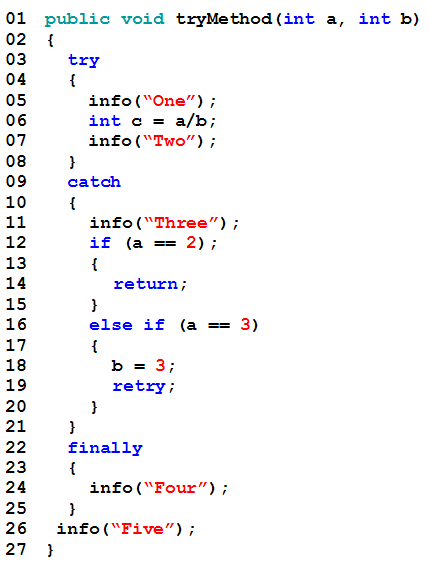 01 public void tryMethod(int a, int b)
02 {
03 try
04 {
05 info(“One”);
06 int c = a/b;
07 info(“Two”);
08 }
09 catch
10 {
11 info(“Three”);
12 if (a == 2);
13 {
14 return;
15 }
16 else if (a == 3)
17 {
18 b = 3;
19 retry;
20 }
21 }
22 finally
23 {
24 info(“Four”);
25 }
26 info(“Five”);
27 }